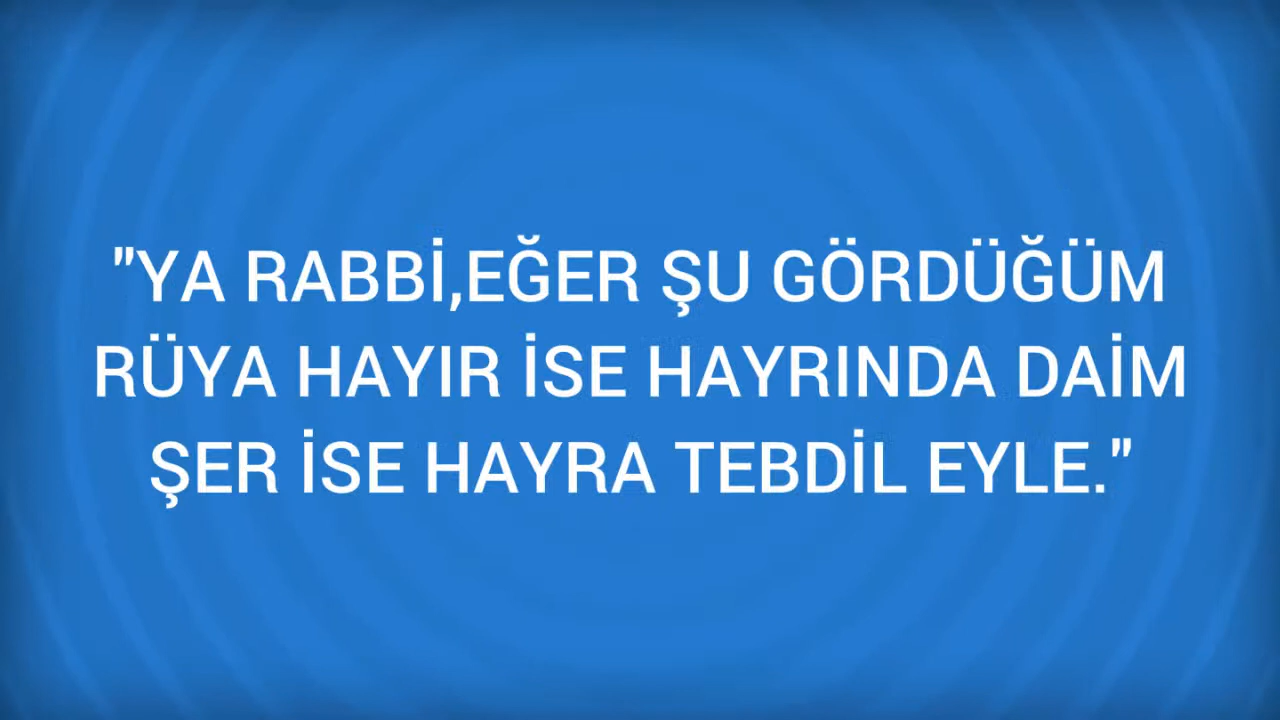 "YA RABBİ,EĞER ŞU GÖRDÜĞÜM
RÜYA HAYIR İSE HAYRINDA DAİM
ŞER İSE HAYRA TEBDİL EYLE."